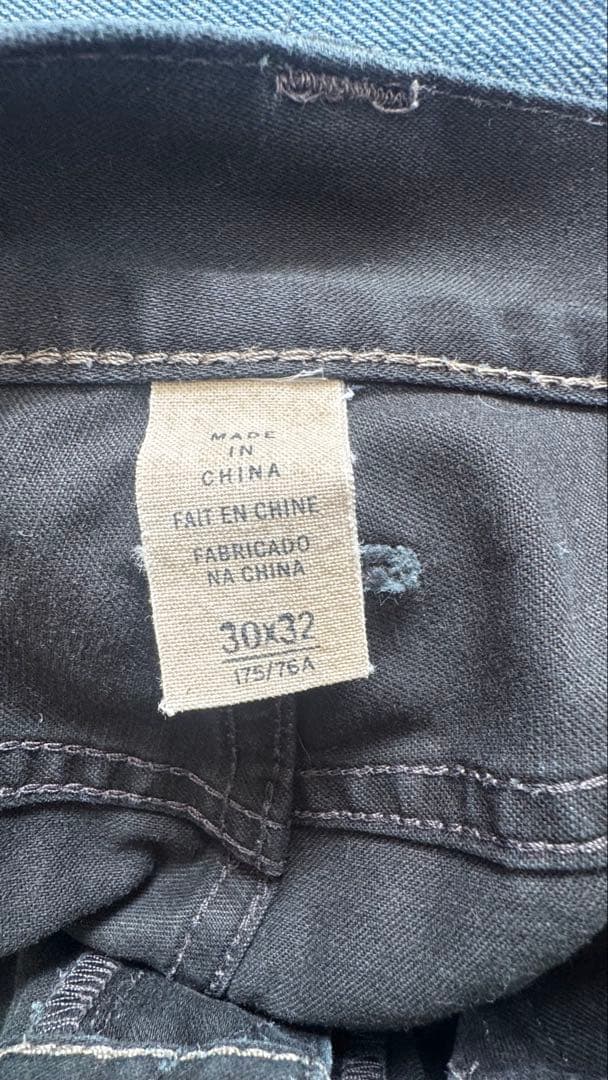 MADE
IN
CHINA
FAIT EN CHINE
FABRICADO
NA CHINA
30x32
175/76A